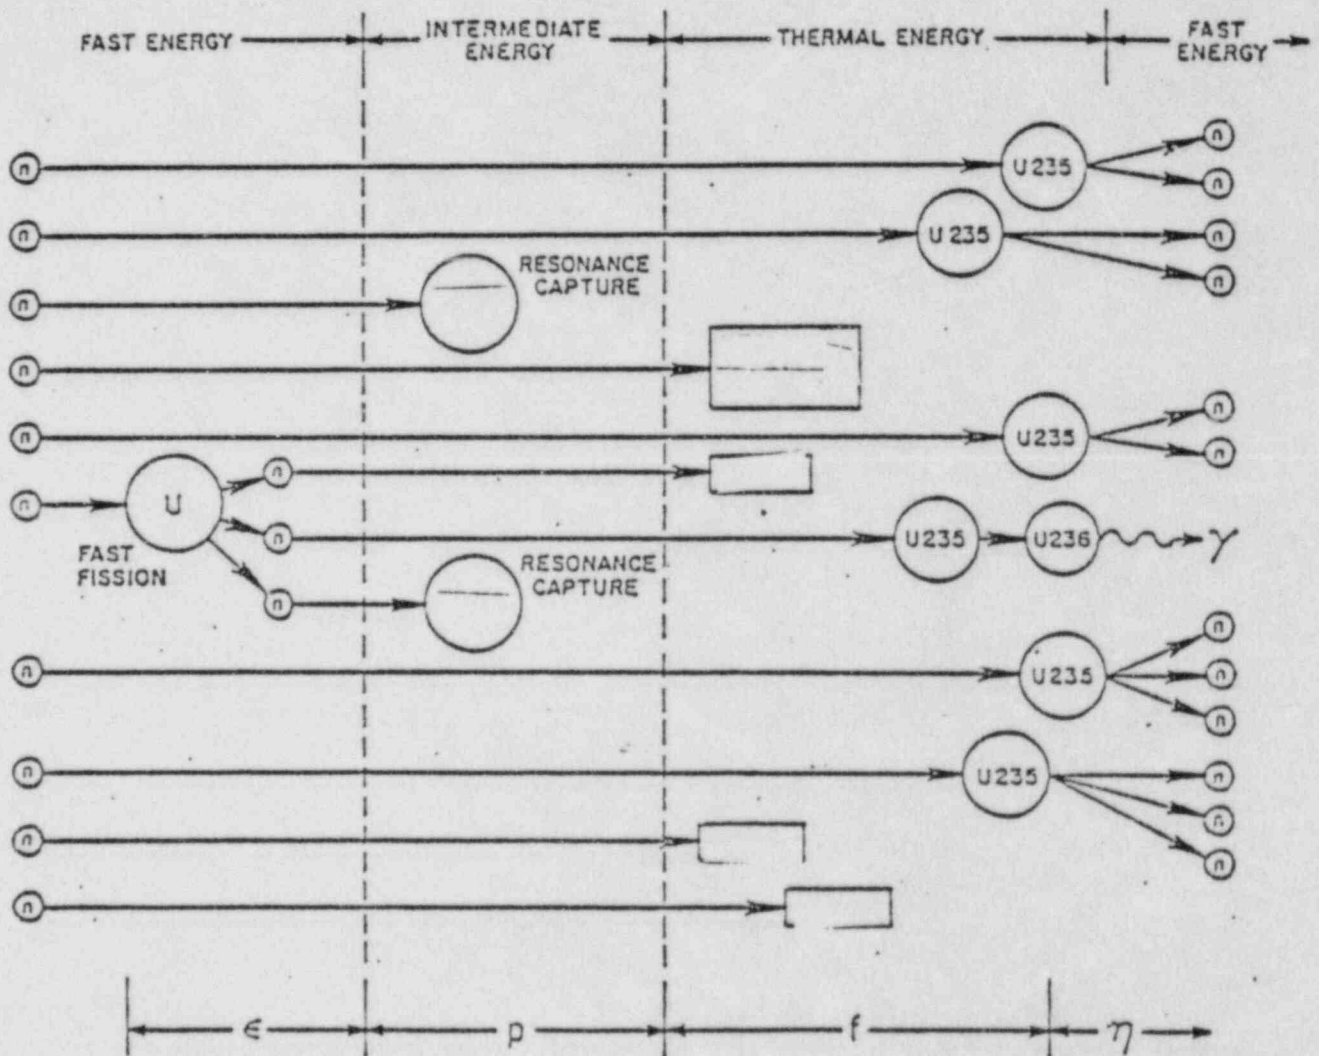 FAST ENERGY
INTERMEDIATE
ENERGY
THERMAL ENERGY
FAST
ENERGY
n
U235
n
n
n
U235
n
n
n
RESONANCE
CAPTURE
n
n
U235
n
n
n
n
U
FAST
FISSION
n
U235
U236
γ
n
RESONANCE
CAPTURE
n
U235
n
n
n
n
U235
n
n
n
n
n
ϵ
p
f
η